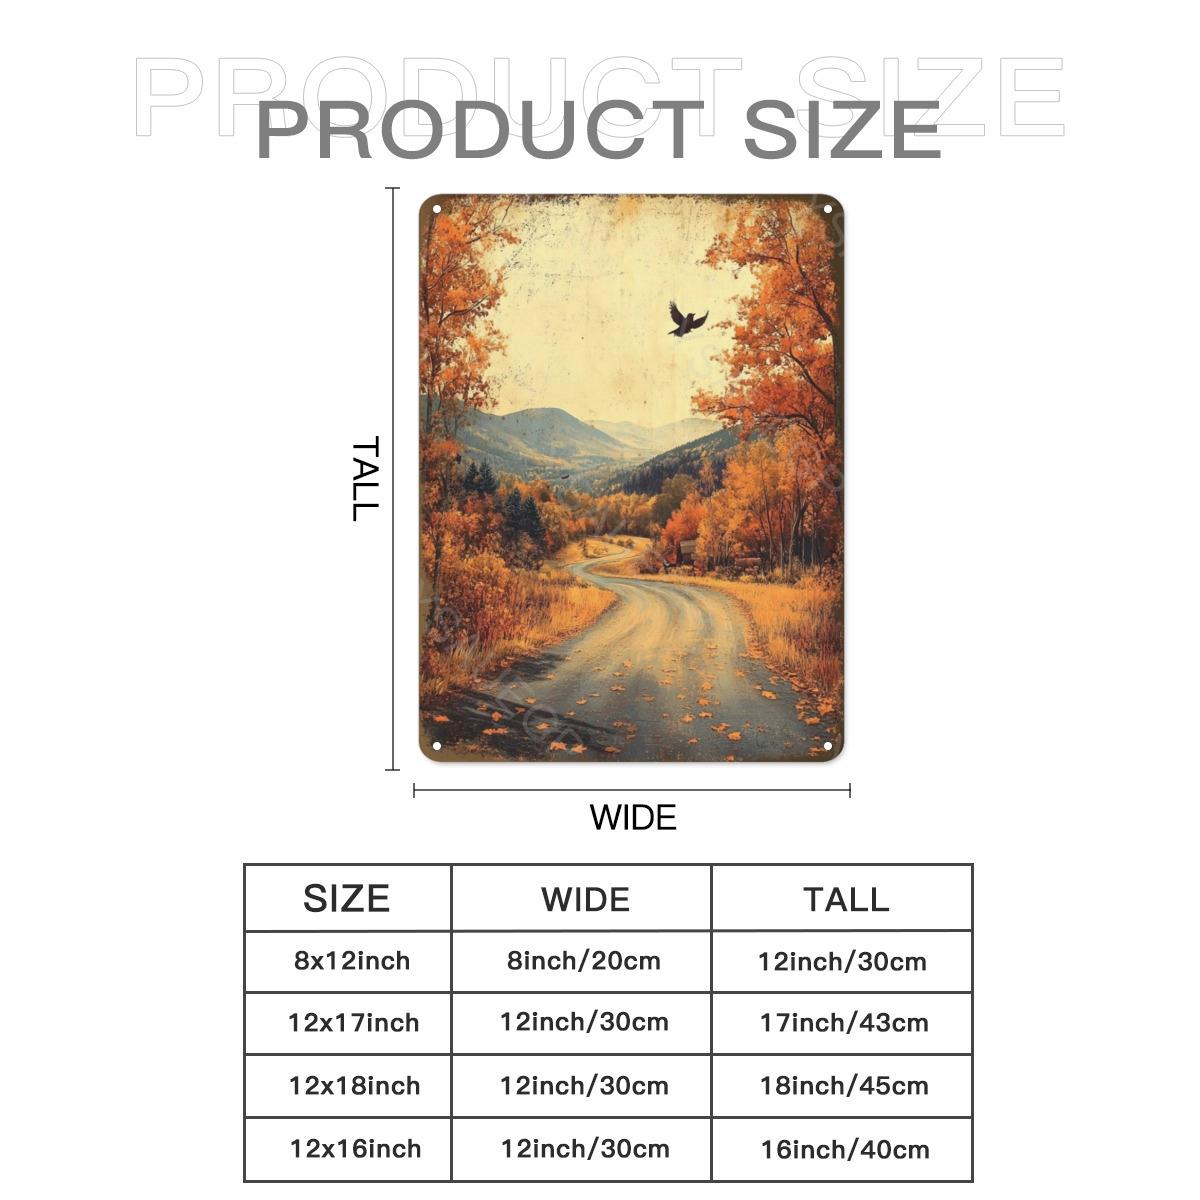 PRODUCT SIZE
PRODUCT SIZE
TALL
WIDE
SIZE WIDE TALL
8x12inch 8inch/20cm 12inch/30cm
12x17inch 12inch/30cm 17inch/43cm
12x18inch 12inch/30cm 18inch/45cm
12x16inch 12inch/30cm 16inch/40cm